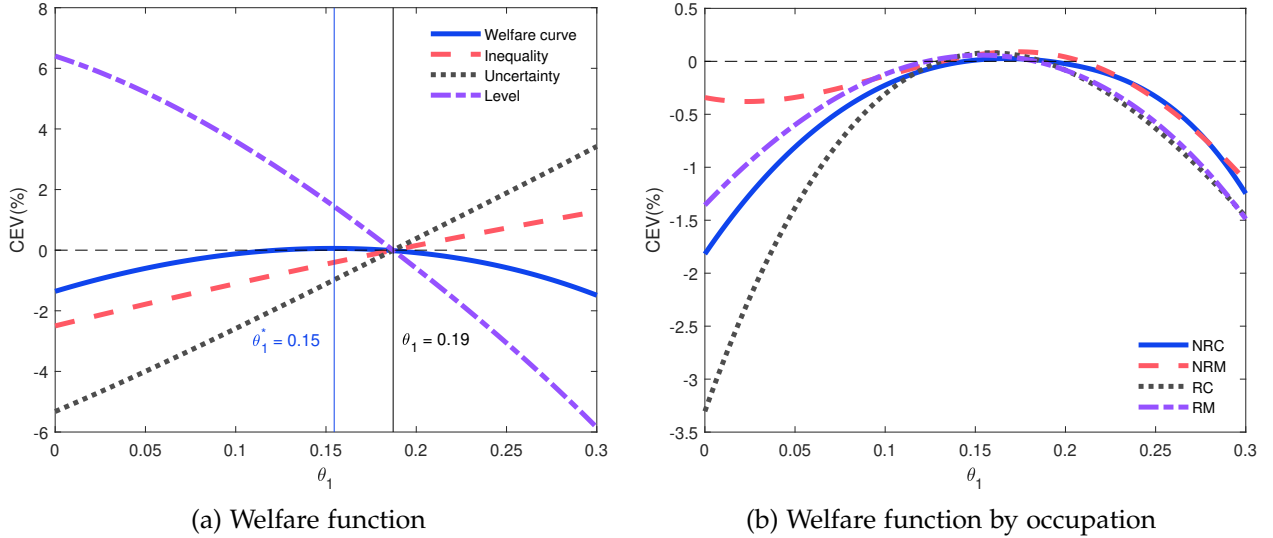 8
6
4
2
0
-2
-4
-6
CEV(%)
Welfare curve
Inequality
Uncertainty
Level
θ₁* = 0.15
θ₁ = 0.19
0
0.05
0.1
0.15
0.2
0.25
0.3
θ₁
(a) Welfare function
0.5
0
-0.5
-1
-1.5
-2
-2.5
-3
-3.5
CEV(%)
NRC
NRM
RC
RM
0
0.05
0.1
0.15
0.2
0.25
0.3
θ₁
(b) Welfare function by occupation